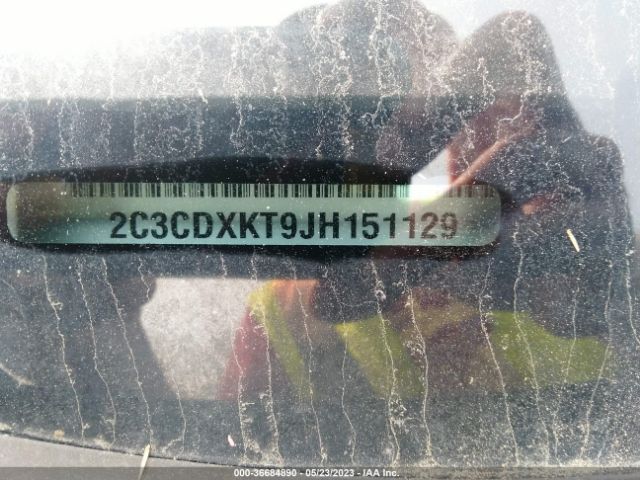 2C3CDXKT9JH151129
000-36684890 - 05/23/2023 - IAA Inc.